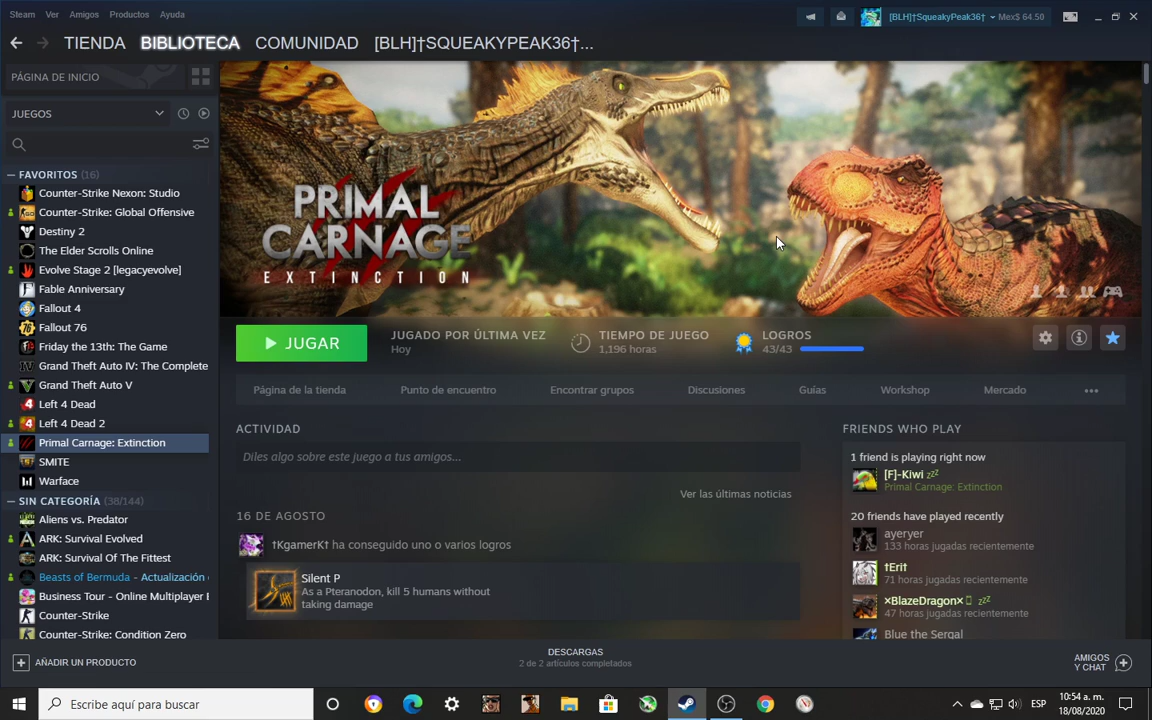 Steam Ver Amigos Productos Ayuda
[BLH]†SqueakyPeak36† Mex$ 64.50
TIENDA BIBLIOTECA COMUNIDAD [BLH]†SQUEAKYPEAK36†...
PÁGINA DE INICIO
JUEGOS
FAVORITOS (16)
Counter-Strike Nexon: Studio
Counter-Strike: Global Offensive
Destiny 2
The Elder Scrolls Online
Evolve Stage 2 [legacyevolve]
Fable Anniversary
Fallout 4
Fallout 76
Friday the 13th: The Game
Grand Theft Auto IV: The Complete
Grand Theft Auto V
Left 4 Dead
Left 4 Dead 2
Primal Carnage: Extinction
SMITE
Warface
SIN CATEGORÍA (38/144)
Aliens vs. Predator
ARK: Survival Evolved
ARK: Survival Of The Fittest
Beasts of Bermuda - Actualización
Business Tour - Online Multiplayer
Counter-Strike
Counter-Strike: Condition Zero
AÑADIR UN PRODUCTO
PRIMAL
CARNAGE
EXTINCTION
JUGAR
JUGADO POR ÚLTIMA VEZ
Hoy
TIEMPO DE JUEGO
1,196 horas
LOGROS
43/43
Página de la tienda Punto de encuentro Encontrar grupos Discusiones Guías Workshop Mercado
ACTIVIDAD
Diles algo sobre este juego a tus amigos...
Ver las últimas noticias
16 DE AGOSTO
†KgamerK† ha conseguido uno o varios logros
Silent P
As a Pteranodon, kill 5 humans without
taking damage
FRIENDS WHO PLAY
1 friend is playing right now
[F]-Kiwi zzz
Primal Carnage: Extinction
20 friends have played recently
ayeryer
133 horas jugadas recientemente
†Eri†
71 horas jugadas recientemente
×BlazeDragon× zzz
47 horas jugadas recientemente
Blue the Sergal
DESCARGAS
2 de 2 artículos completados
AMIGOS
Y CHAT
Escribe aquí para buscar
ESP
10:54 a. m.
18/08/2020